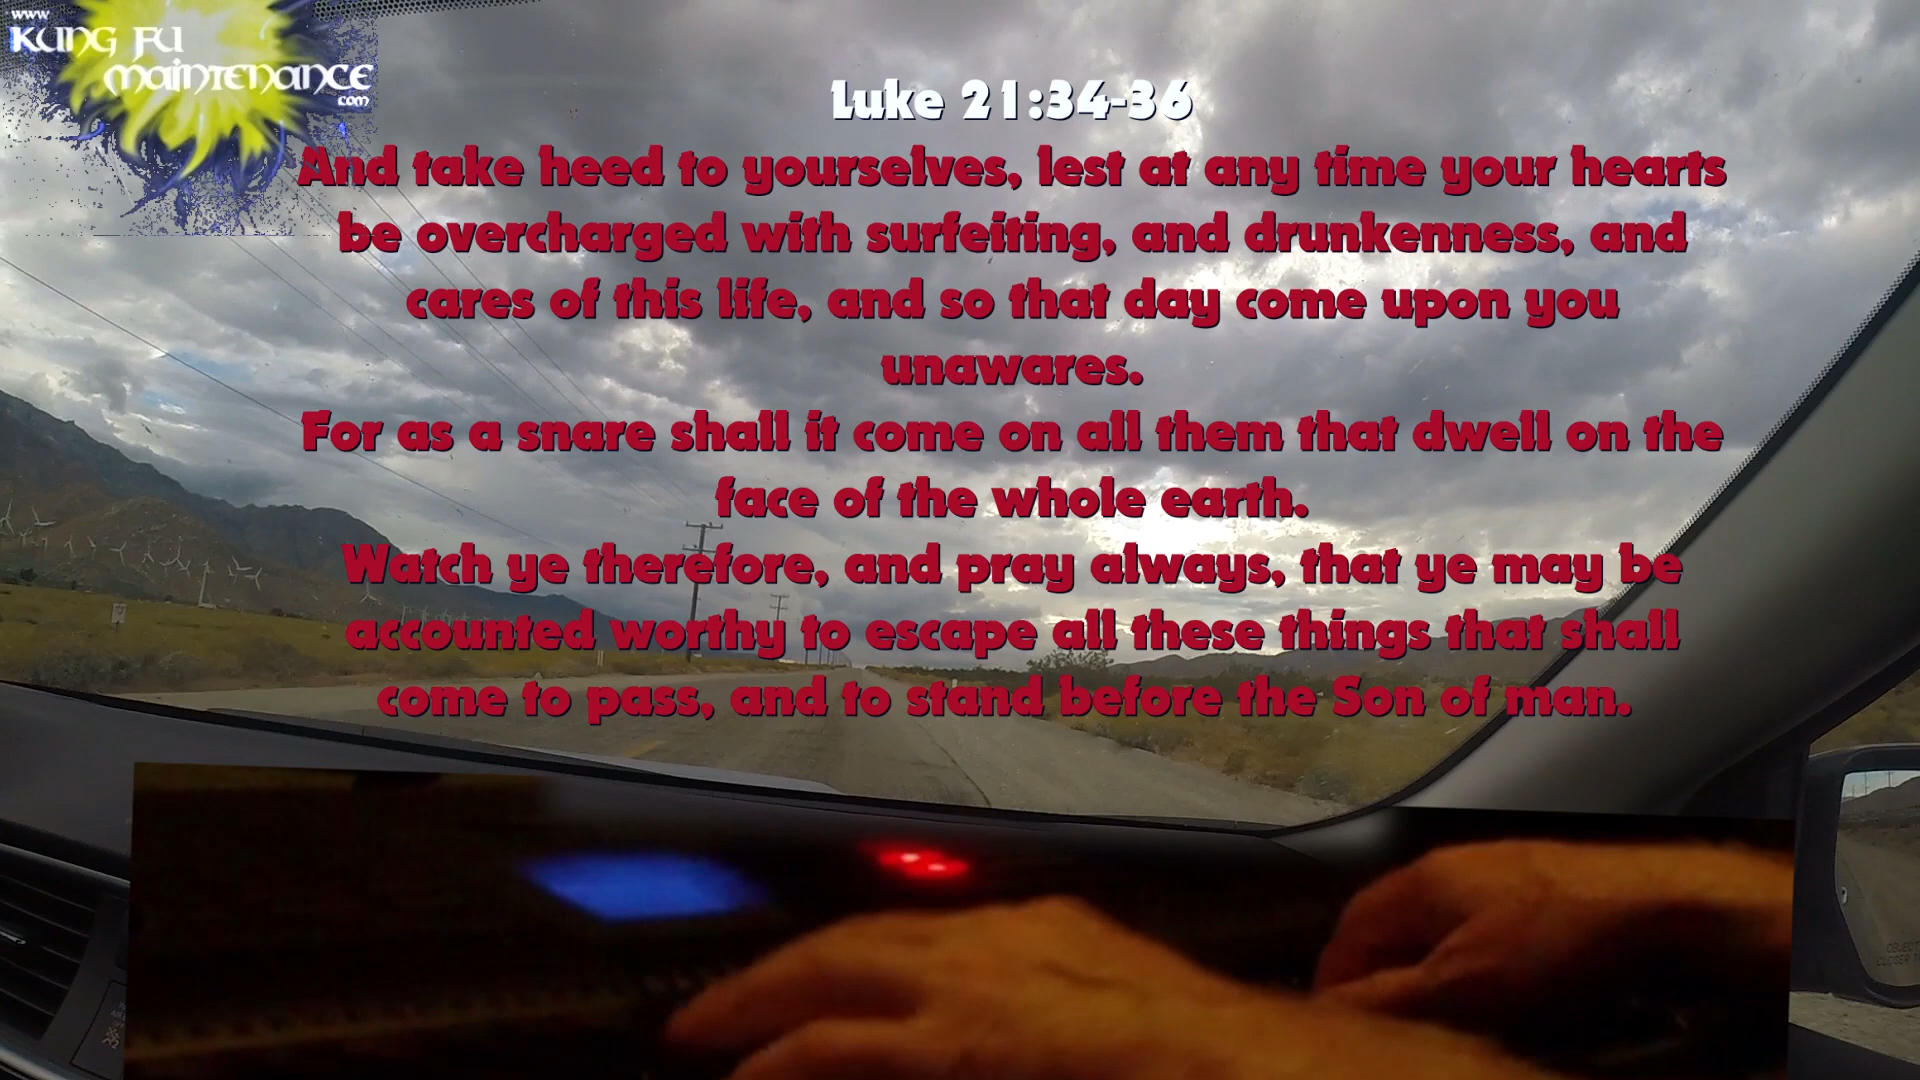 www
KUNG FU
MAINTENANCE
com
Luke 21:34-36
And take heed to yourselves, lest at any time your hearts
be overcharged with surfeiting, and drunkenness, and
cares of this life, and so that day come upon you
unawares.
For as a snare shall it come on all them that dwell on the
face of the whole earth.
Watch ye therefore, and pray always, that ye may be
accounted worthy to escape all these things that shall
come to pass, and to stand before the Son of man.